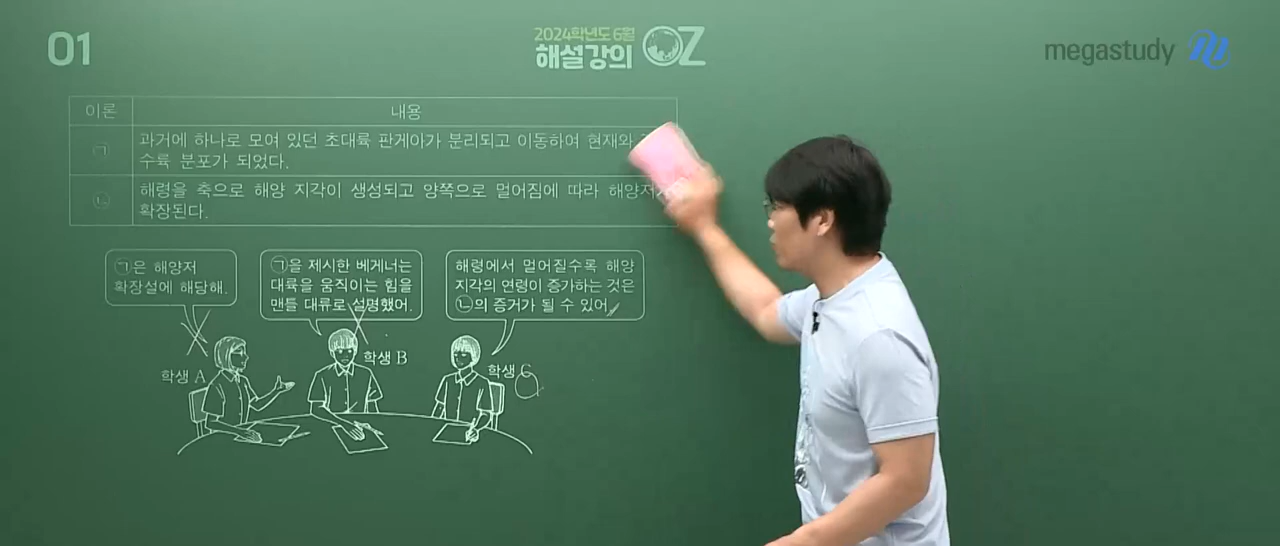 01
2024학년도 6월
해설강의 OZ
megastudy
이론 내용
㉠ 과거에 하나로 모여 있던 초대륙 판게아가 분리되고 이동하여 현재와
수륙 분포가 되었다.
㉡ 해령을 축으로 해양 지각이 생성되고 양쪽으로 멀어짐에 따라 해양저가
확장된다.
㉠은 해양저
확장설에 해당해.
㉠을 제시한 베게너는
대륙을 움직이는 힘을
맨틀 대류로 설명했어.
해령에서 멀어질수록 해양
지각의 연령이 증가하는 것은
㉡의 증거가 될 수 있어.
학생 A
학생 B
학생 C